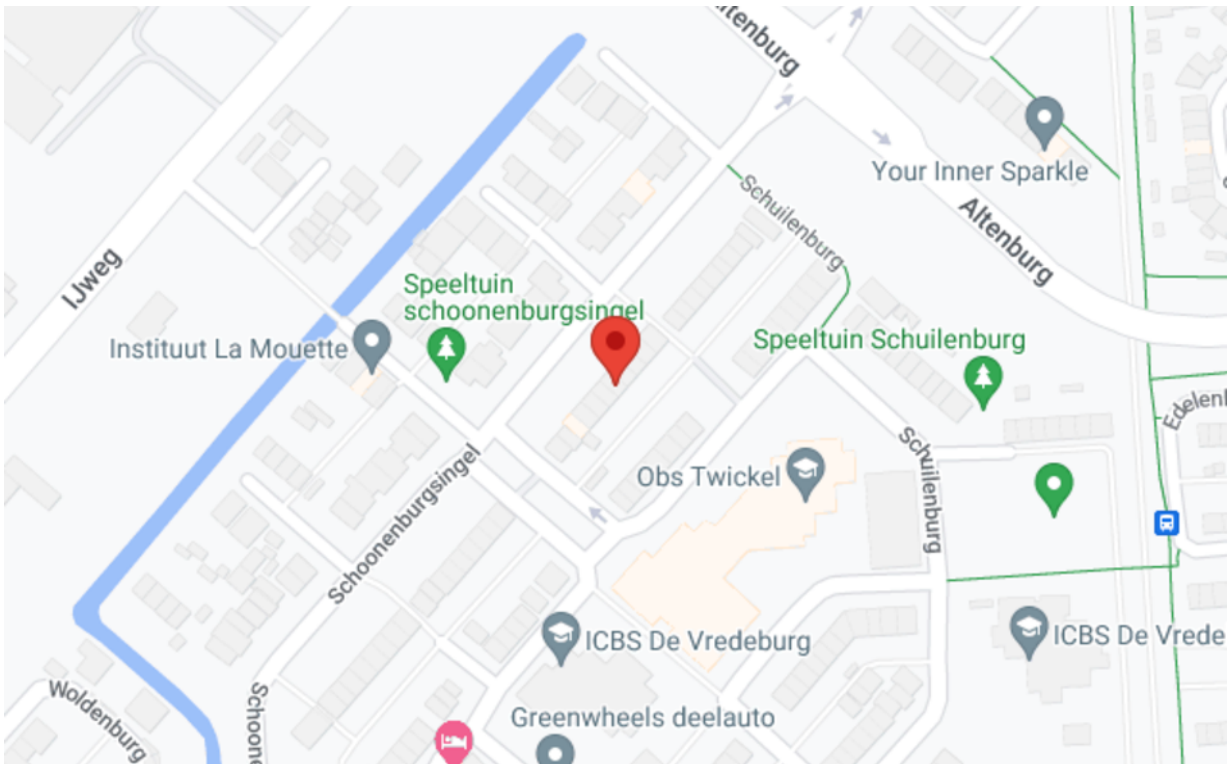 Altenburg
Your Inner Sparkle
Schuilenburg
Altenburg
IJweg
Speeltuin
schoonenburgsingel
Instituut La Mouette
Speeltuin Schuilenburg
Schuilenburg
Obs Twickel
Schoonenburgsingel
ICBS De Vredeburg
ICBS De Vrede
Woldenburg
Schoone
Greenwheels deelauto